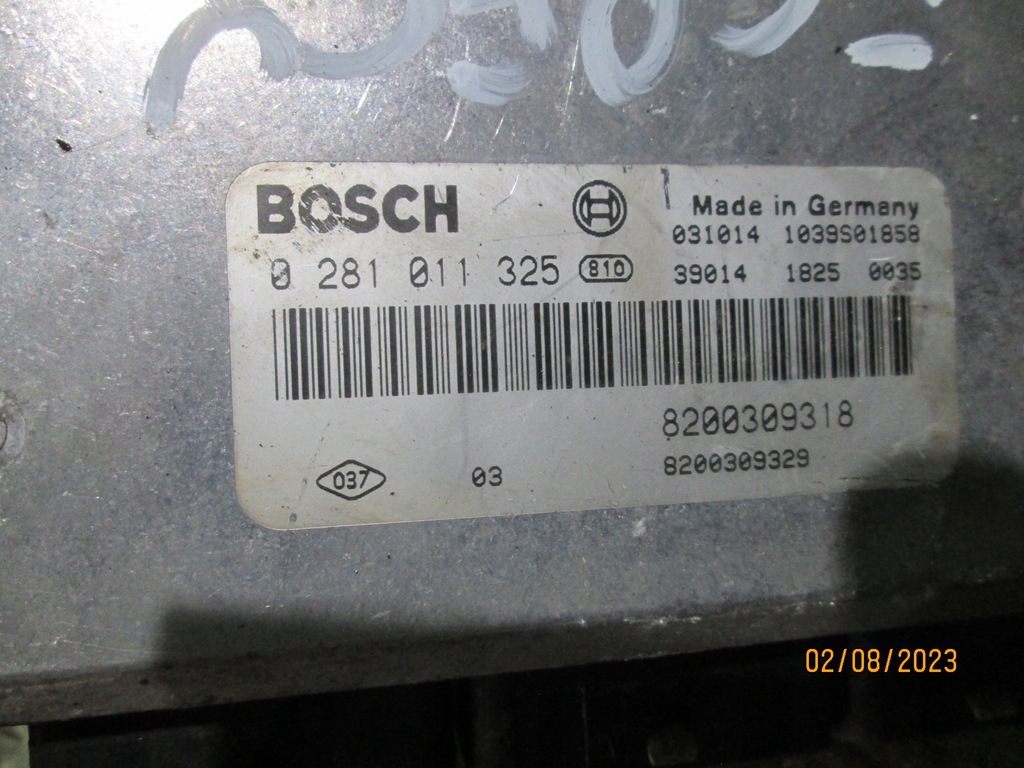 BOSCH
Made in Germany
031014 1039S01858
0 281 011 325 810
39014 1825 0035
8200309318
8200309329
037 03
02/08/2023